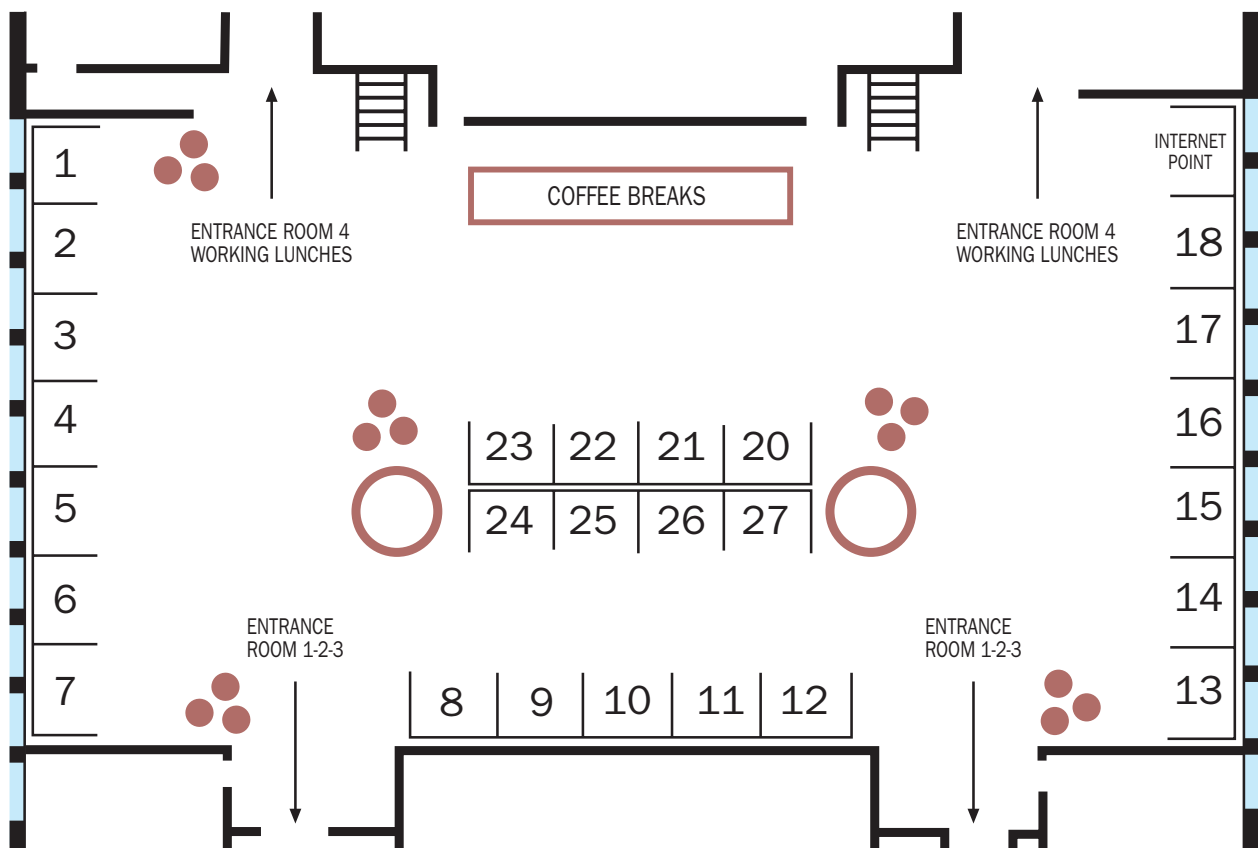 INTERNET
POINT
1
COFFEE BREAKS
2
ENTRANCE ROOM 4
WORKING LUNCHES
ENTRANCE ROOM 4
WORKING LUNCHES
18
3
17
4
16
23 22 21 20
5
24 25 26 27
15
6
14
ENTRANCE
ROOM 1-2-3
ENTRANCE
ROOM 1-2-3
7
8 9 10 11 12
13